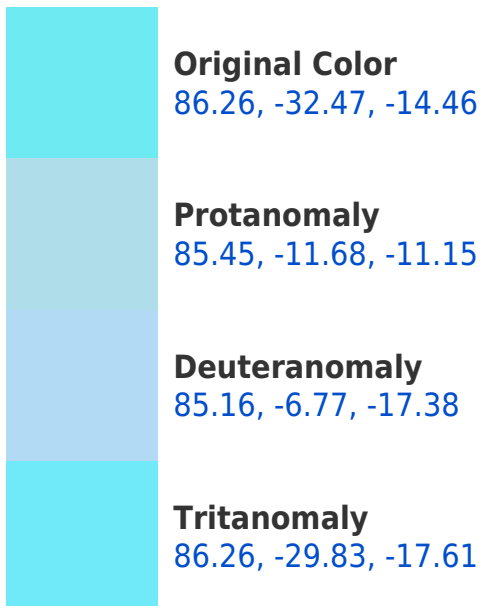 Original Color
86.26, -32.47, -14.46
Protanomaly
85.45, -11.68, -11.15
Deuteranomaly
85.16, -6.77, -17.38
Tritanomaly
86.26, -29.83, -17.61